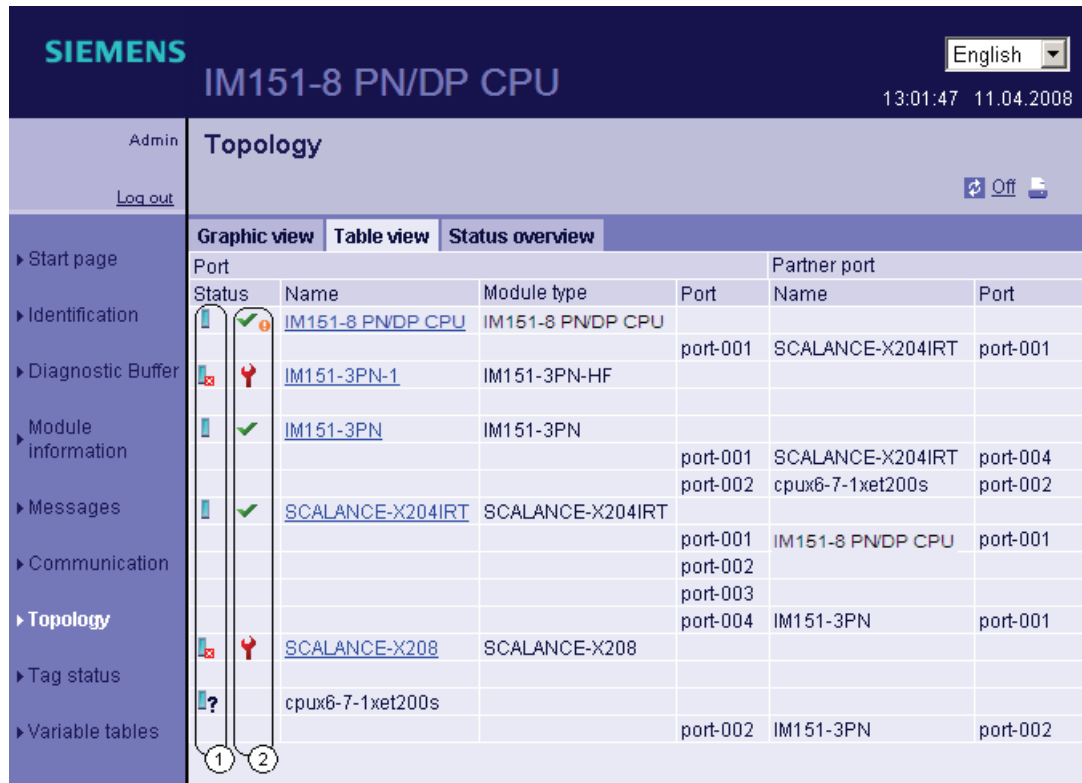 SIEMENS
IM151-8 PN/DP CPU
English
13:01:47 11.04.2008
Admin
Log out
Topology
Off
Start page
Identification
Diagnostic Buffer
Module
information
Messages
Communication
Topology
Tag status
Variable tables
Graphic view Table view Status overview
Port Partner port
Status Name Module type Port Name Port
IM151-8 PN/DP CPU IM151-8 PN/DP CPU
port-001 SCALANCE-X204IRT port-001
IM151-3PN-1 IM151-3PN-HF
IM151-3PN IM151-3PN
port-001 SCALANCE-X204IRT port-004
port-002 cpux6-7-1xet200s port-002
SCALANCE-X204IRT SCALANCE-X204IRT
port-001 IM151-8 PN/DP CPU port-001
port-002
port-003
port-004 IM151-3PN port-001
SCALANCE-X208 SCALANCE-X208
? cpux6-7-1xet200s
port-002 IM151-3PN port-002
1 2